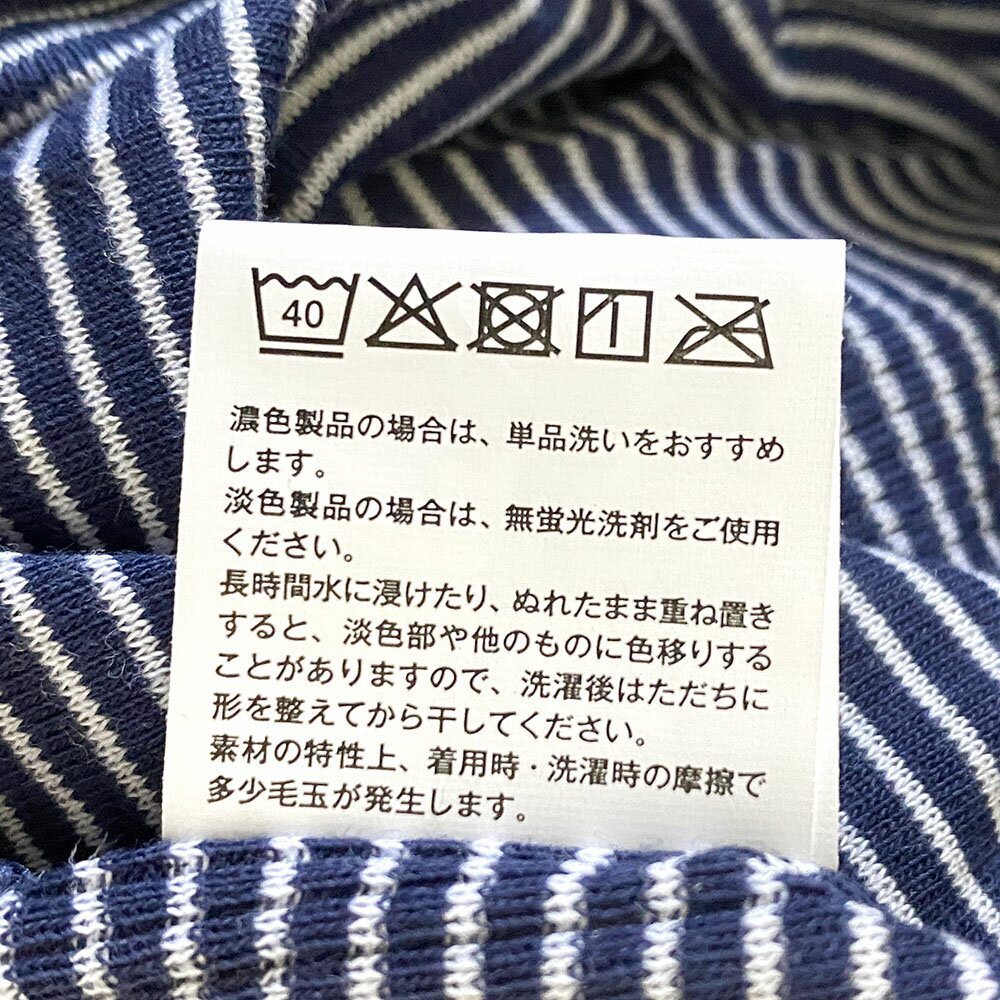 40
濃色製品の場合は、単品洗いをおすすめ
します。
淡色製品の場合は、無蛍光洗剤をご使用
ください。
長時間水に浸けたり、ぬれたまま重ね置き
すると、淡色部や他のものに色移りする
ことがありますので、洗濯後はただちに
形を整えてから干してください。
素材の特性上、着用時・洗濯時の摩擦で
多少毛玉が発生します。